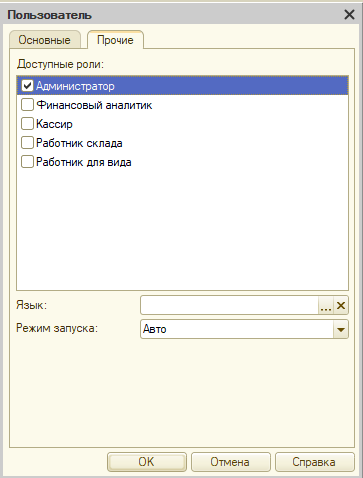 Пользователь
Основные
Прочие
Доступные роли:
Администратор
Финансовый аналитик
Кассир
Работник склада
Работник для вида
Язык:
...
Режим запуска:
Авто
OK
Отмена
Справка